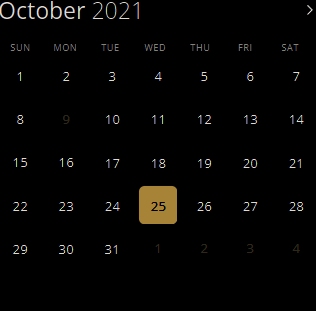 October 2021
SUN MON TUE WED THU FRI SAT
1 2 3 4 5 6 7
8 9 10 11 12 13 14
15 16 17 18 19 20 21
22 23 24 25 26 27 28
29 30 31 1 2 3 4